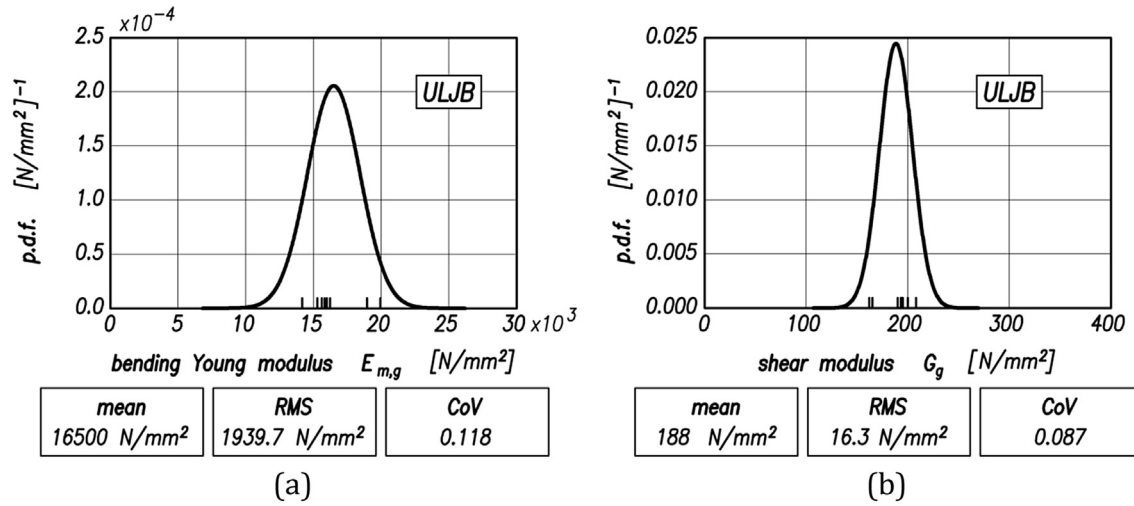 ×10⁻⁴
2.5
2.0
1.5
1.0
0.5
0.0
p.d.f. [N/mm²]⁻¹
ULJB
0 5 10 15 20 25 30 ×10³
bending Young modulus E_m,g [N/mm²]
mean
16500 N/mm²
RMS
1939.7 N/mm²
CoV
0.118
(a)
0.025
0.020
0.015
0.010
0.005
0.000
p.d.f. [N/mm²]⁻¹
ULJB
0 100 200 300 400
shear modulus G_g [N/mm²]
mean
188 N/mm²
RMS
16.3 N/mm²
CoV
0.087
(b)